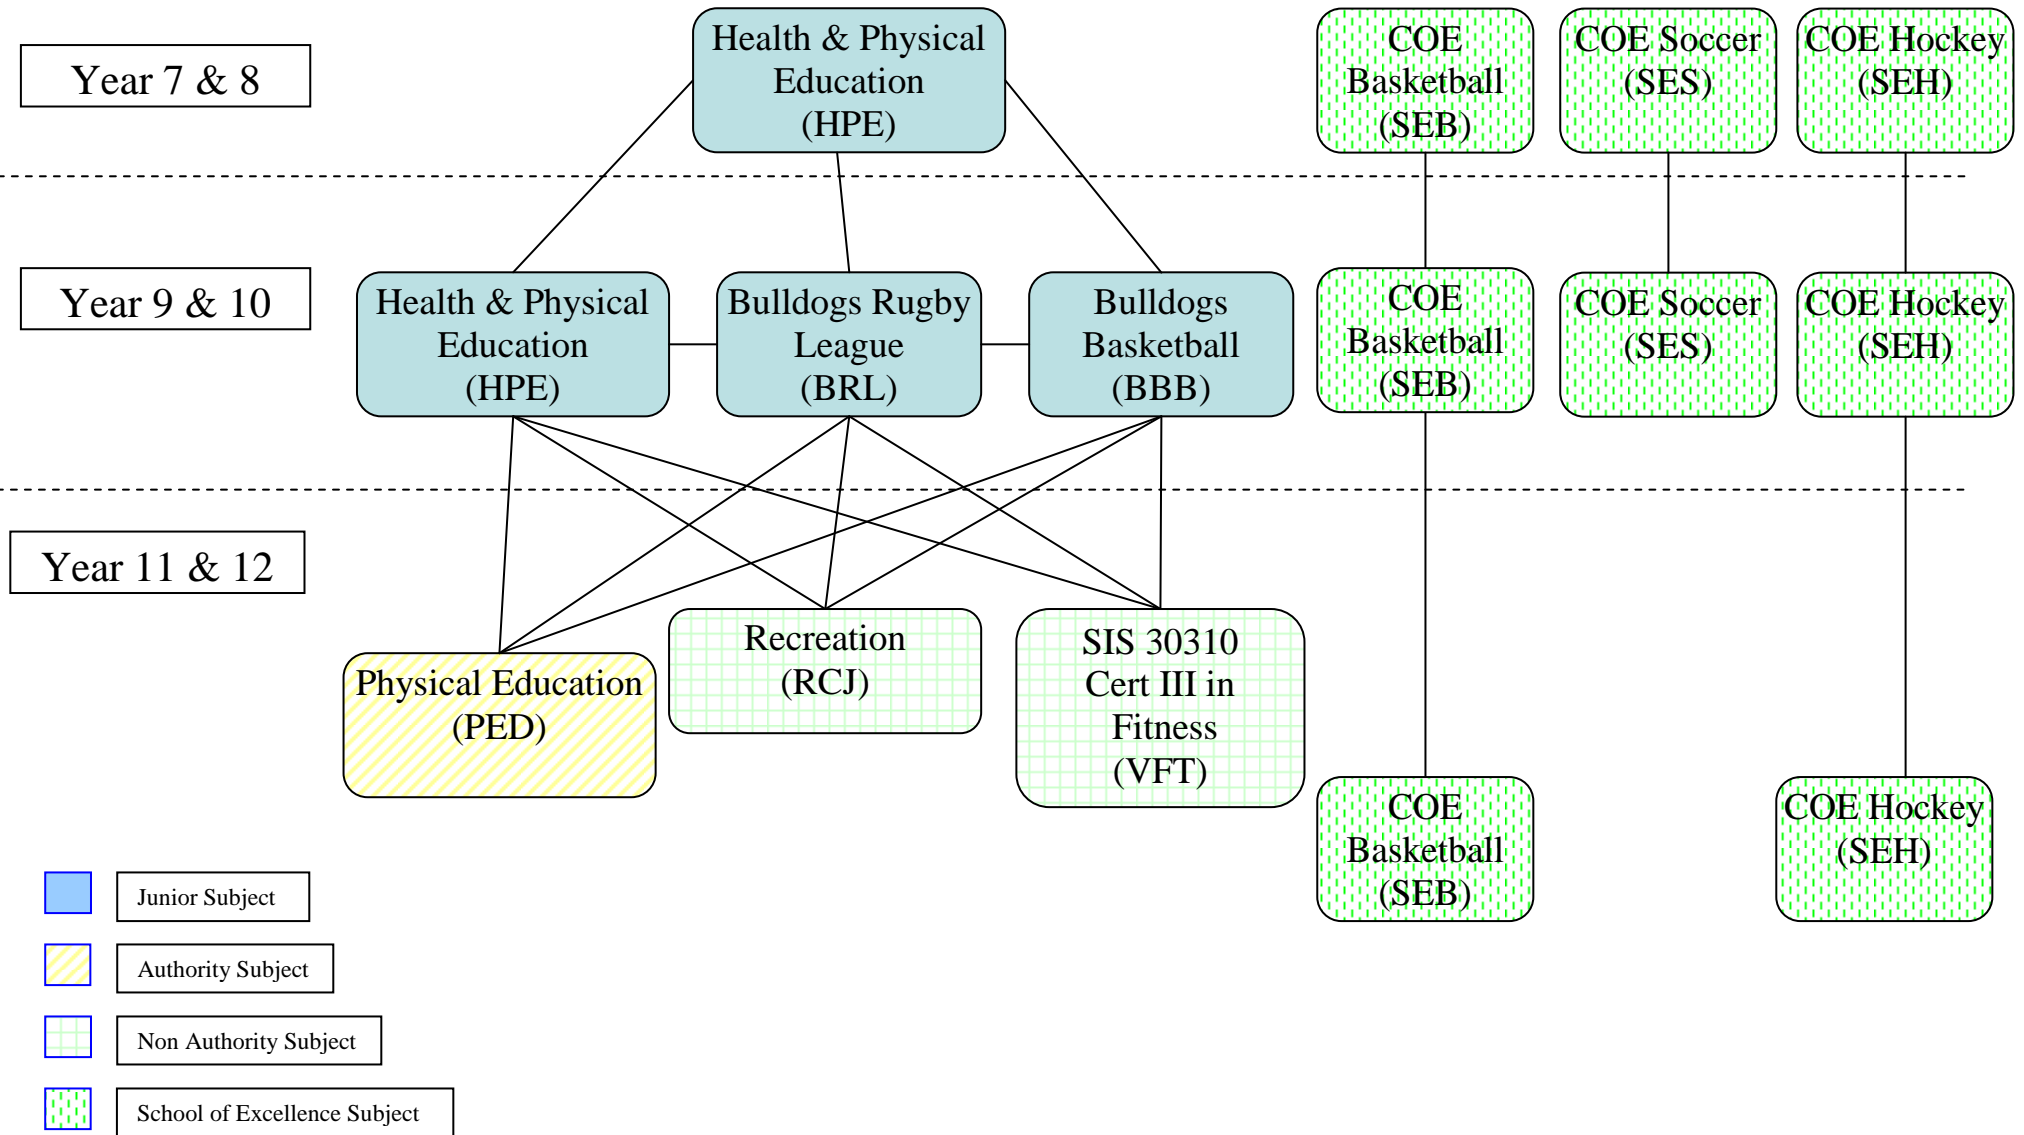 Year 7 & 8
Health & Physical
Education
(HPE)
COE
Basketball
(SEB)
COE Soccer
(SES)
COE Hockey
(SEH)
Year 9 & 10
Health & Physical
Education
(HPE)
Bulldogs Rugby
League
(BRL)
Bulldogs
Basketball
(BBB)
COE
Basketball
(SEB)
COE Soccer
(SES)
COE Hockey
(SEH)
Year 11 & 12
Physical Education
(PED)
Recreation
(RCJ)
SIS 30310
Cert III in
Fitness
(VFT)
COE
Basketball
(SEB)
COE Hockey
(SEH)
Junior Subject
Authority Subject
Non Authority Subject
School of Excellence Subject